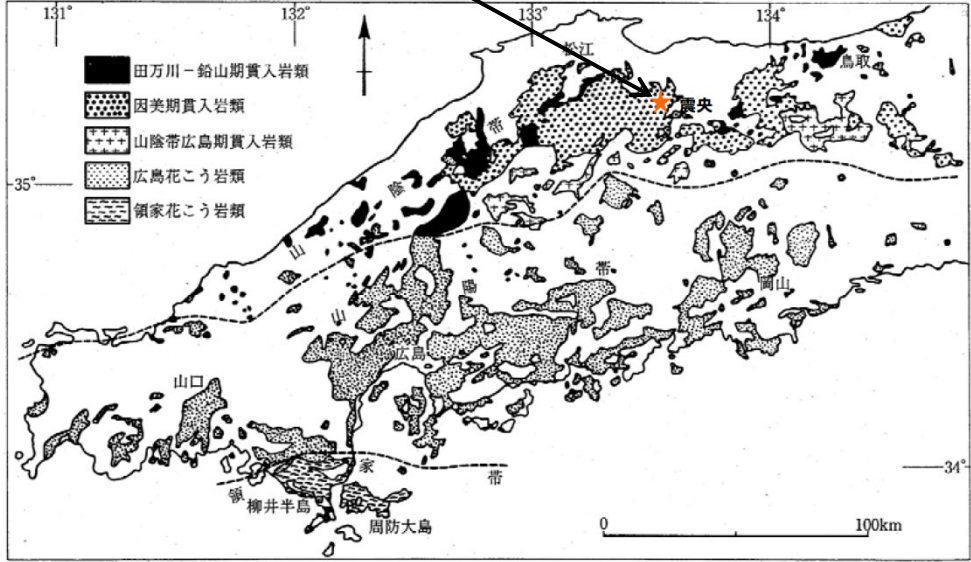 131°
132°
133°
134°
田万川－鉛山期貫入岩類
因美期貫入岩類
山陰帯広島期貫入岩類
広島花こう岩類
領家花こう岩類
松江
鳥取
震央
山
陰
帯
35°
山
陽
帯
岡山
広島
山口
34°
領
家
帯
柳井半島
周防大島
0
100km